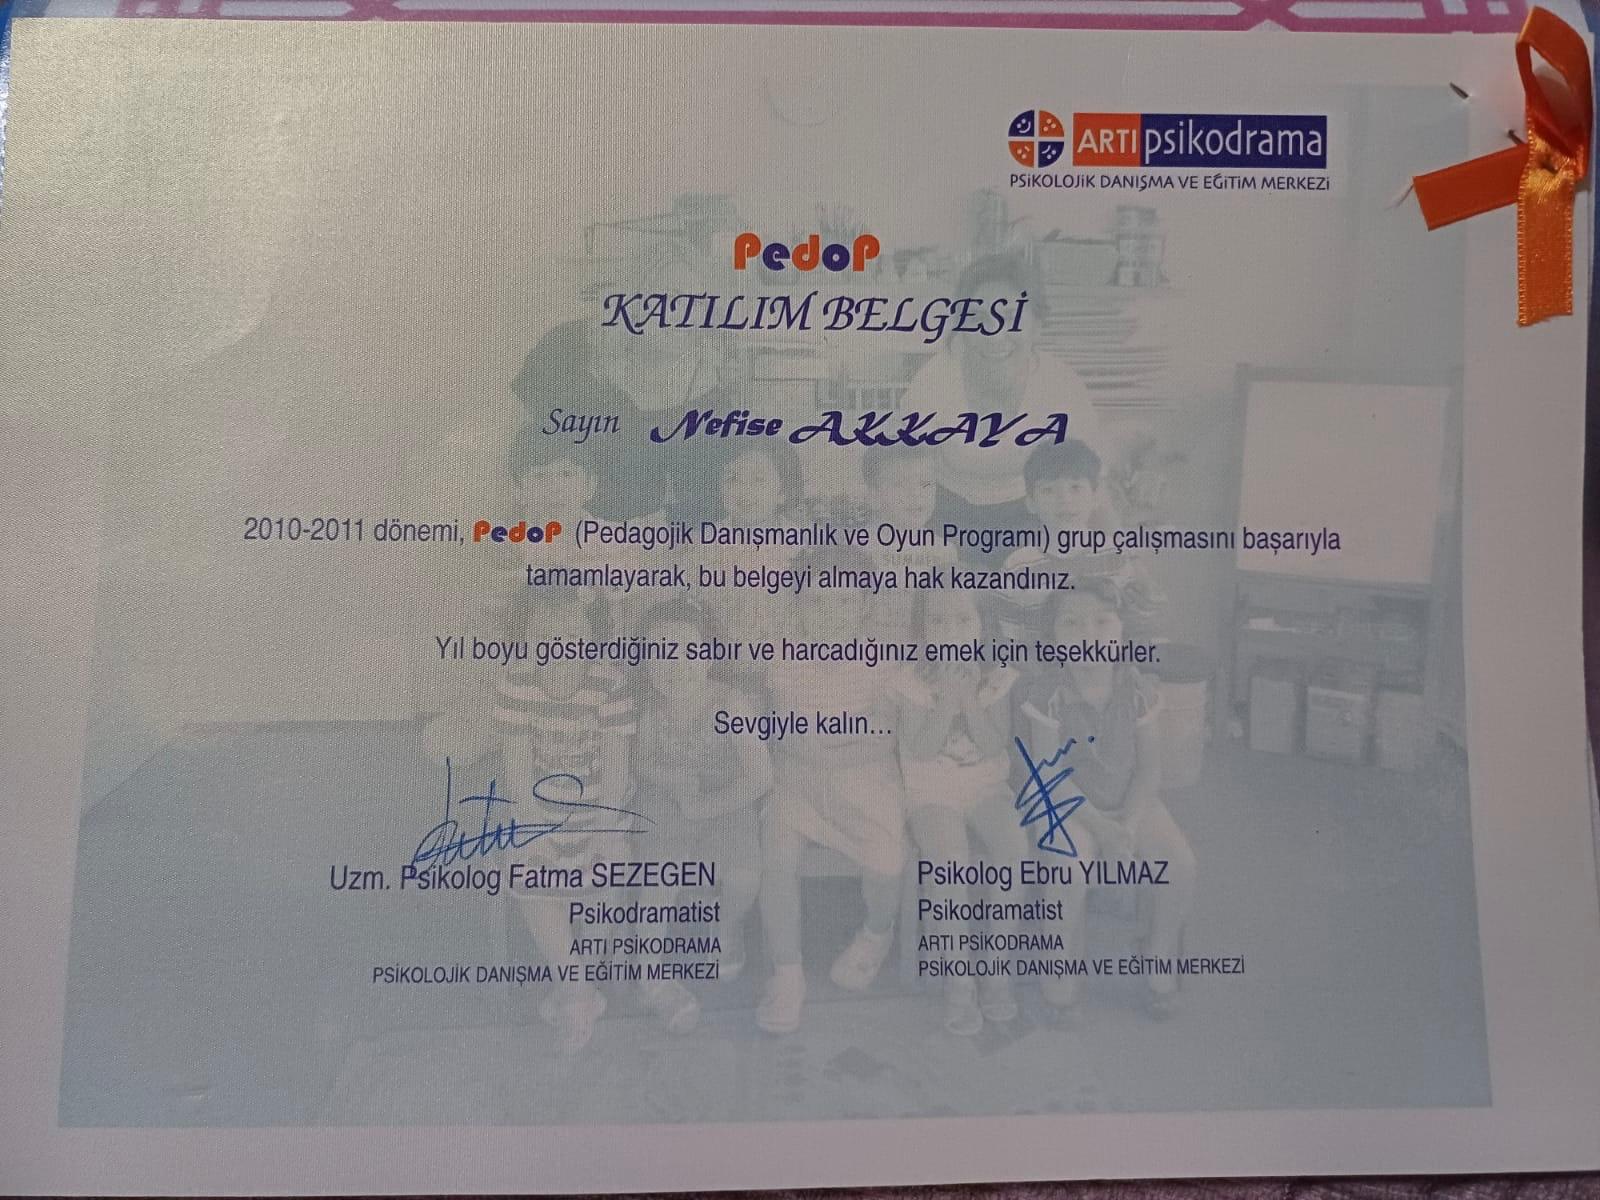 ARTIpsikodrama
PSİKOLOJİK DANIŞMA VE EĞİTİM MERKEZİ
PedoP
KATILIM BELGESİ
Sayın Nefise AKKAYA
2010-2011 dönemi, PedoP (Pedagojik Danışmanlık ve Oyun Programı) grup çalışmasını başarıyla
tamamlayarak, bu belgeyi almaya hak kazandınız.
Yıl boyu gösterdiğiniz sabır ve harcadığınız emek için teşekkürler.
Sevgiyle kalın...
Uzm. Psikolog Fatma SEZEGEN
Psikodramatist
ARTI PSİKODRAMA
PSİKOLOJİK DANIŞMA VE EĞİTİM MERKEZİ
Psikolog Ebru YILMAZ
Psikodramatist
ARTI PSİKODRAMA
PSİKOLOJİK DANIŞMA VE EĞİTİM MERKEZİ